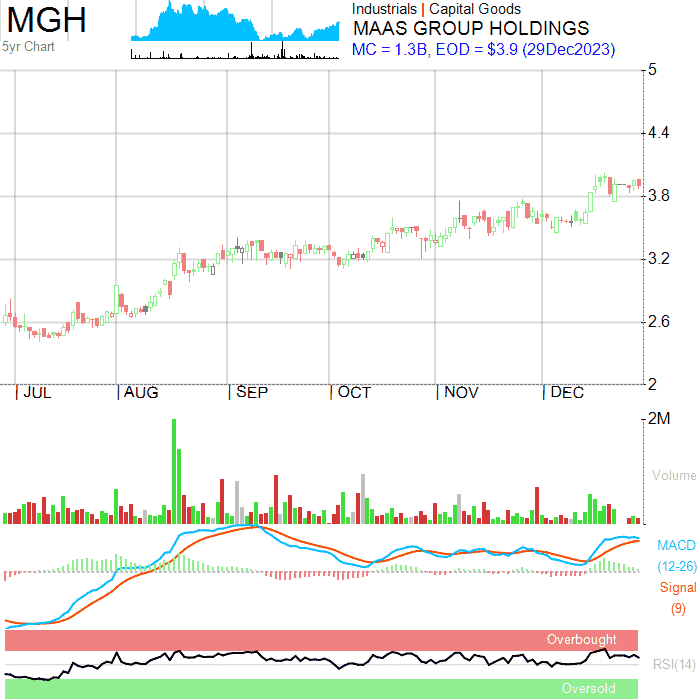 MGH
5yr Chart
Industrials | Capital Goods
MAAS GROUP HOLDINGS
MC = 1.3B, EOD = $3.9 (29Dec2023)
5
4.4
3.8
3.2
2.6
2
JUL
AUG
SEP
OCT
NOV
DEC
2M
Volume
MACD
(12-26)
Signal
(9)
Overbought
RSI(14)
Oversold